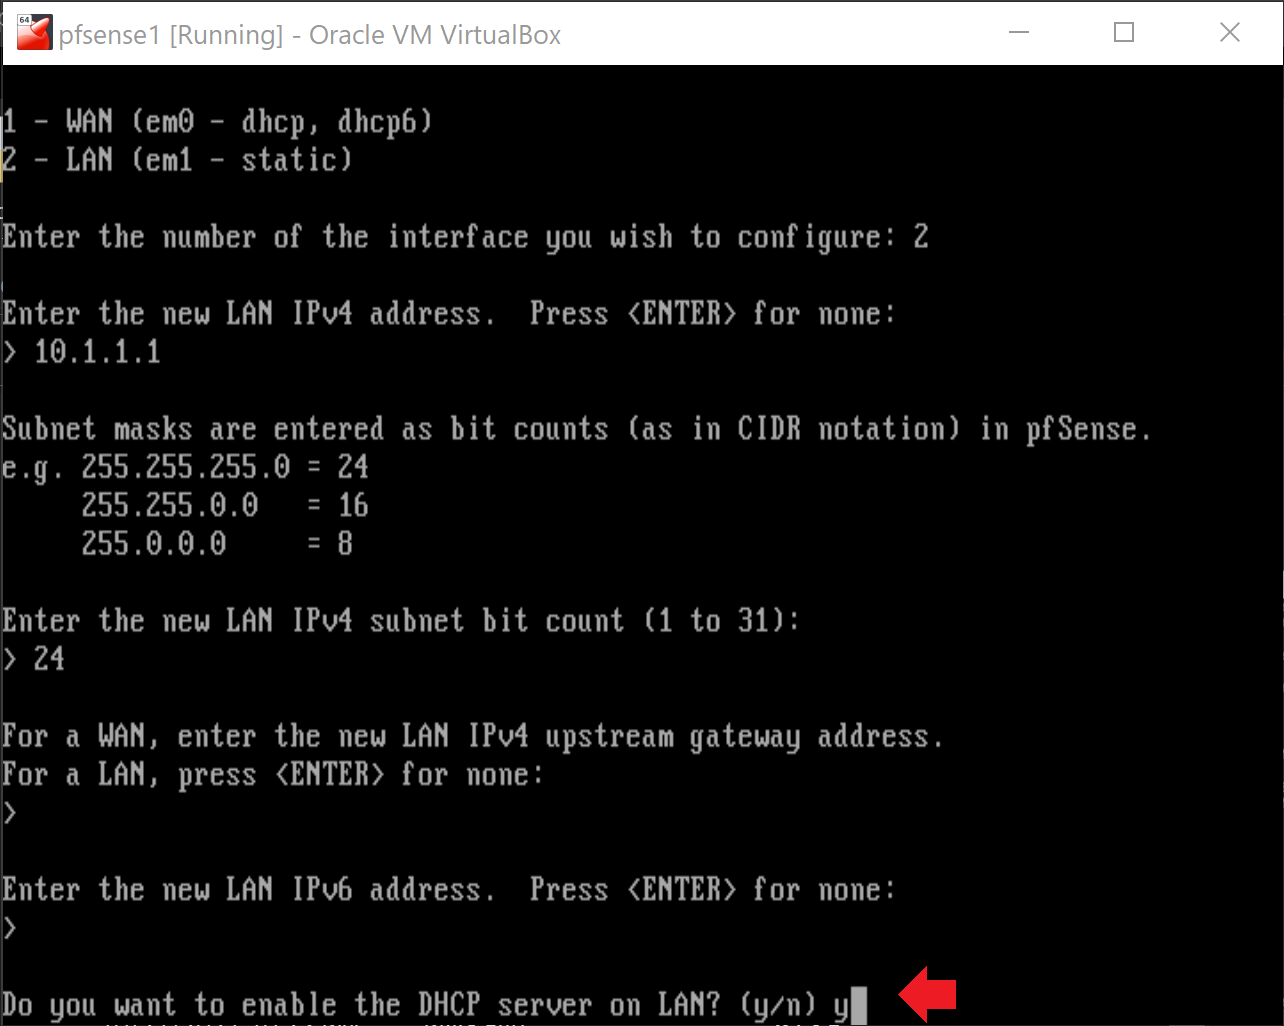 64
pfsense1 [Running] - Oracle VM VirtualBox
1 - WAN (em0 - dhcp, dhcp6)
2 - LAN (em1 - static)
Enter the number of the interface you wish to configure: 2
Enter the new LAN IPv4 address.  Press <ENTER> for none:
> 10.1.1.1
Subnet masks are entered as bit counts (as in CIDR notation) in pfSense.
e.g. 255.255.255.0 = 24
     255.255.0.0   = 16
     255.0.0.0     = 8
Enter the new LAN IPv4 subnet bit count (1 to 31):
> 24
For a WAN, enter the new LAN IPv4 upstream gateway address.
For a LAN, press <ENTER> for none:
>
Enter the new LAN IPv6 address.  Press <ENTER> for none:
>
Do you want to enable the DHCP server on LAN? (y/n) y